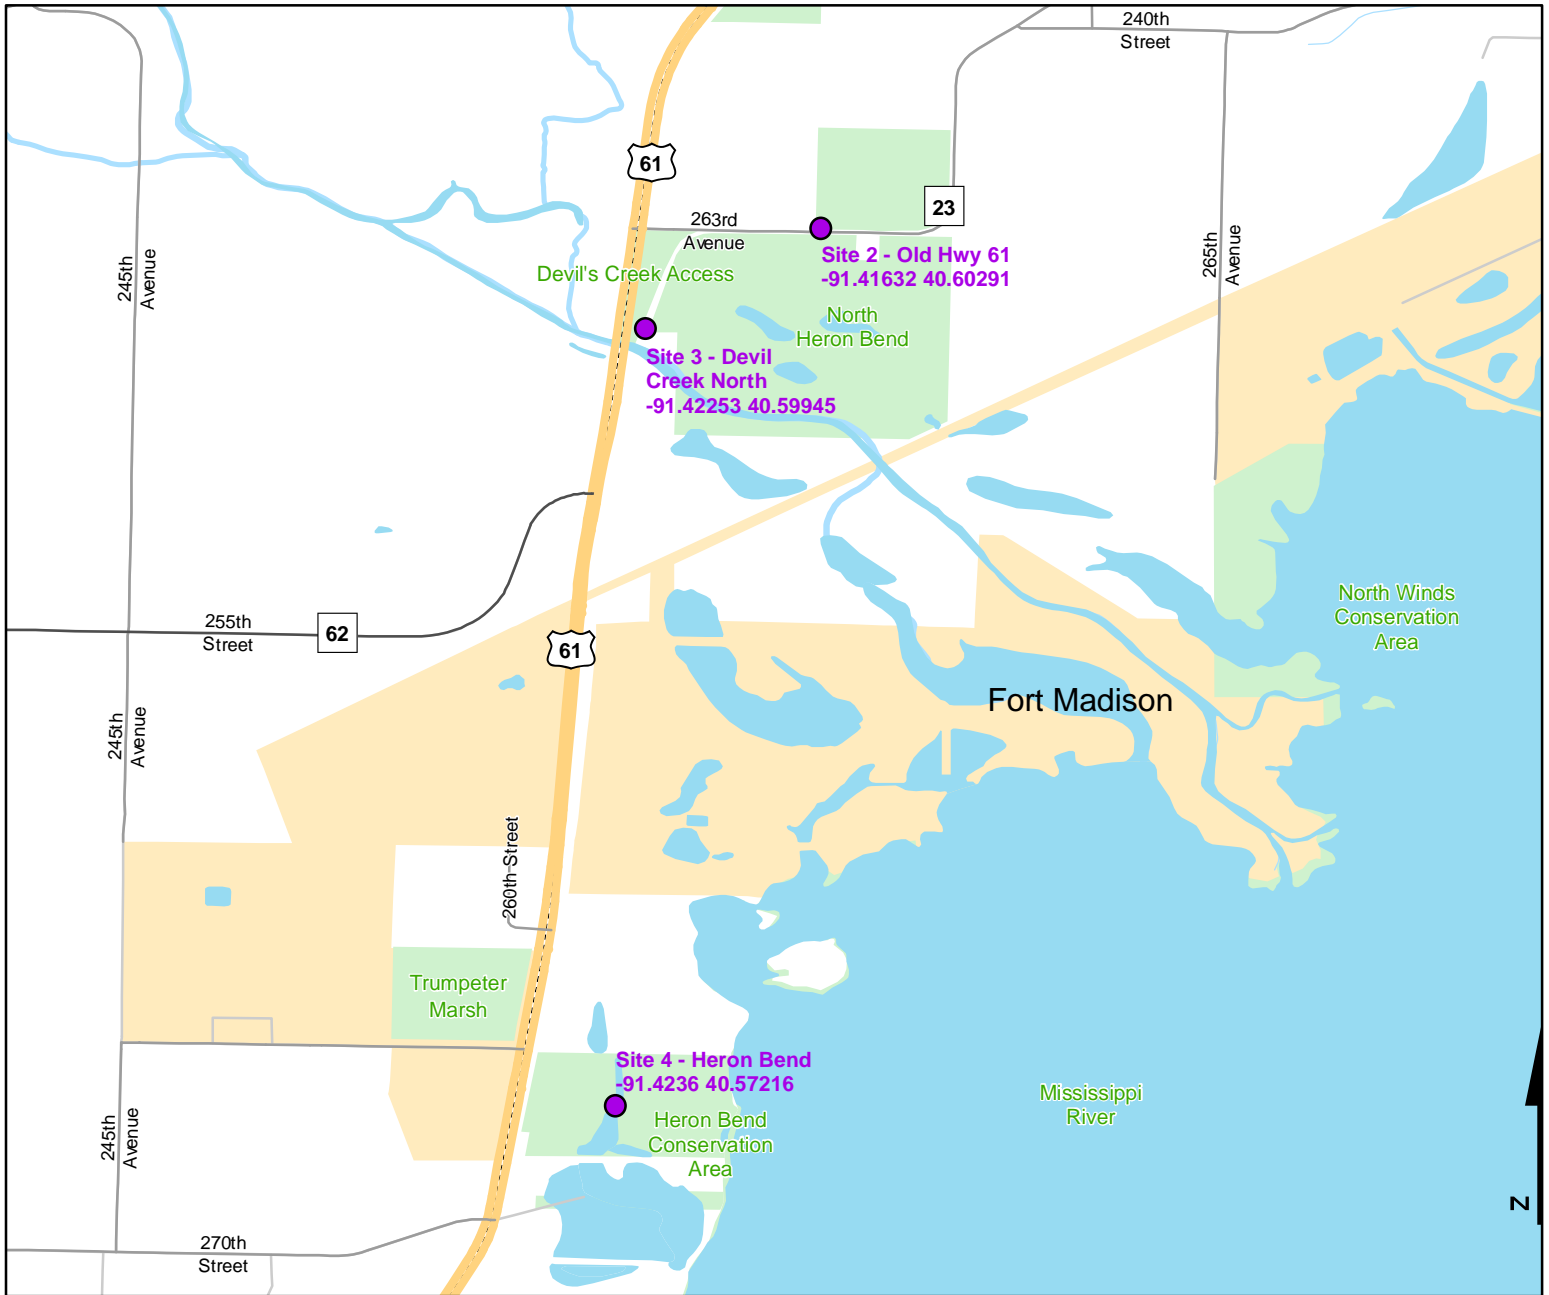 240th
Street
61
23
263rd
Avenue
265th
Avenue
245th
Avenue
Site 2 - Old Hwy 61
-91.41632 40.60291
Devil's Creek Access
North
Heron Bend
Site 3 - Devil
Creek North
-91.42253 40.59945
North Winds
Conservation
Area
255th
Street
62
61
Fort Madison
245th
Avenue
260th Street
Trumpeter
Marsh
Site 4 - Heron Bend
-91.4236 40.57216
Heron Bend
Conservation
Area
Mississippi
River
245th
Avenue
N
270th
Street